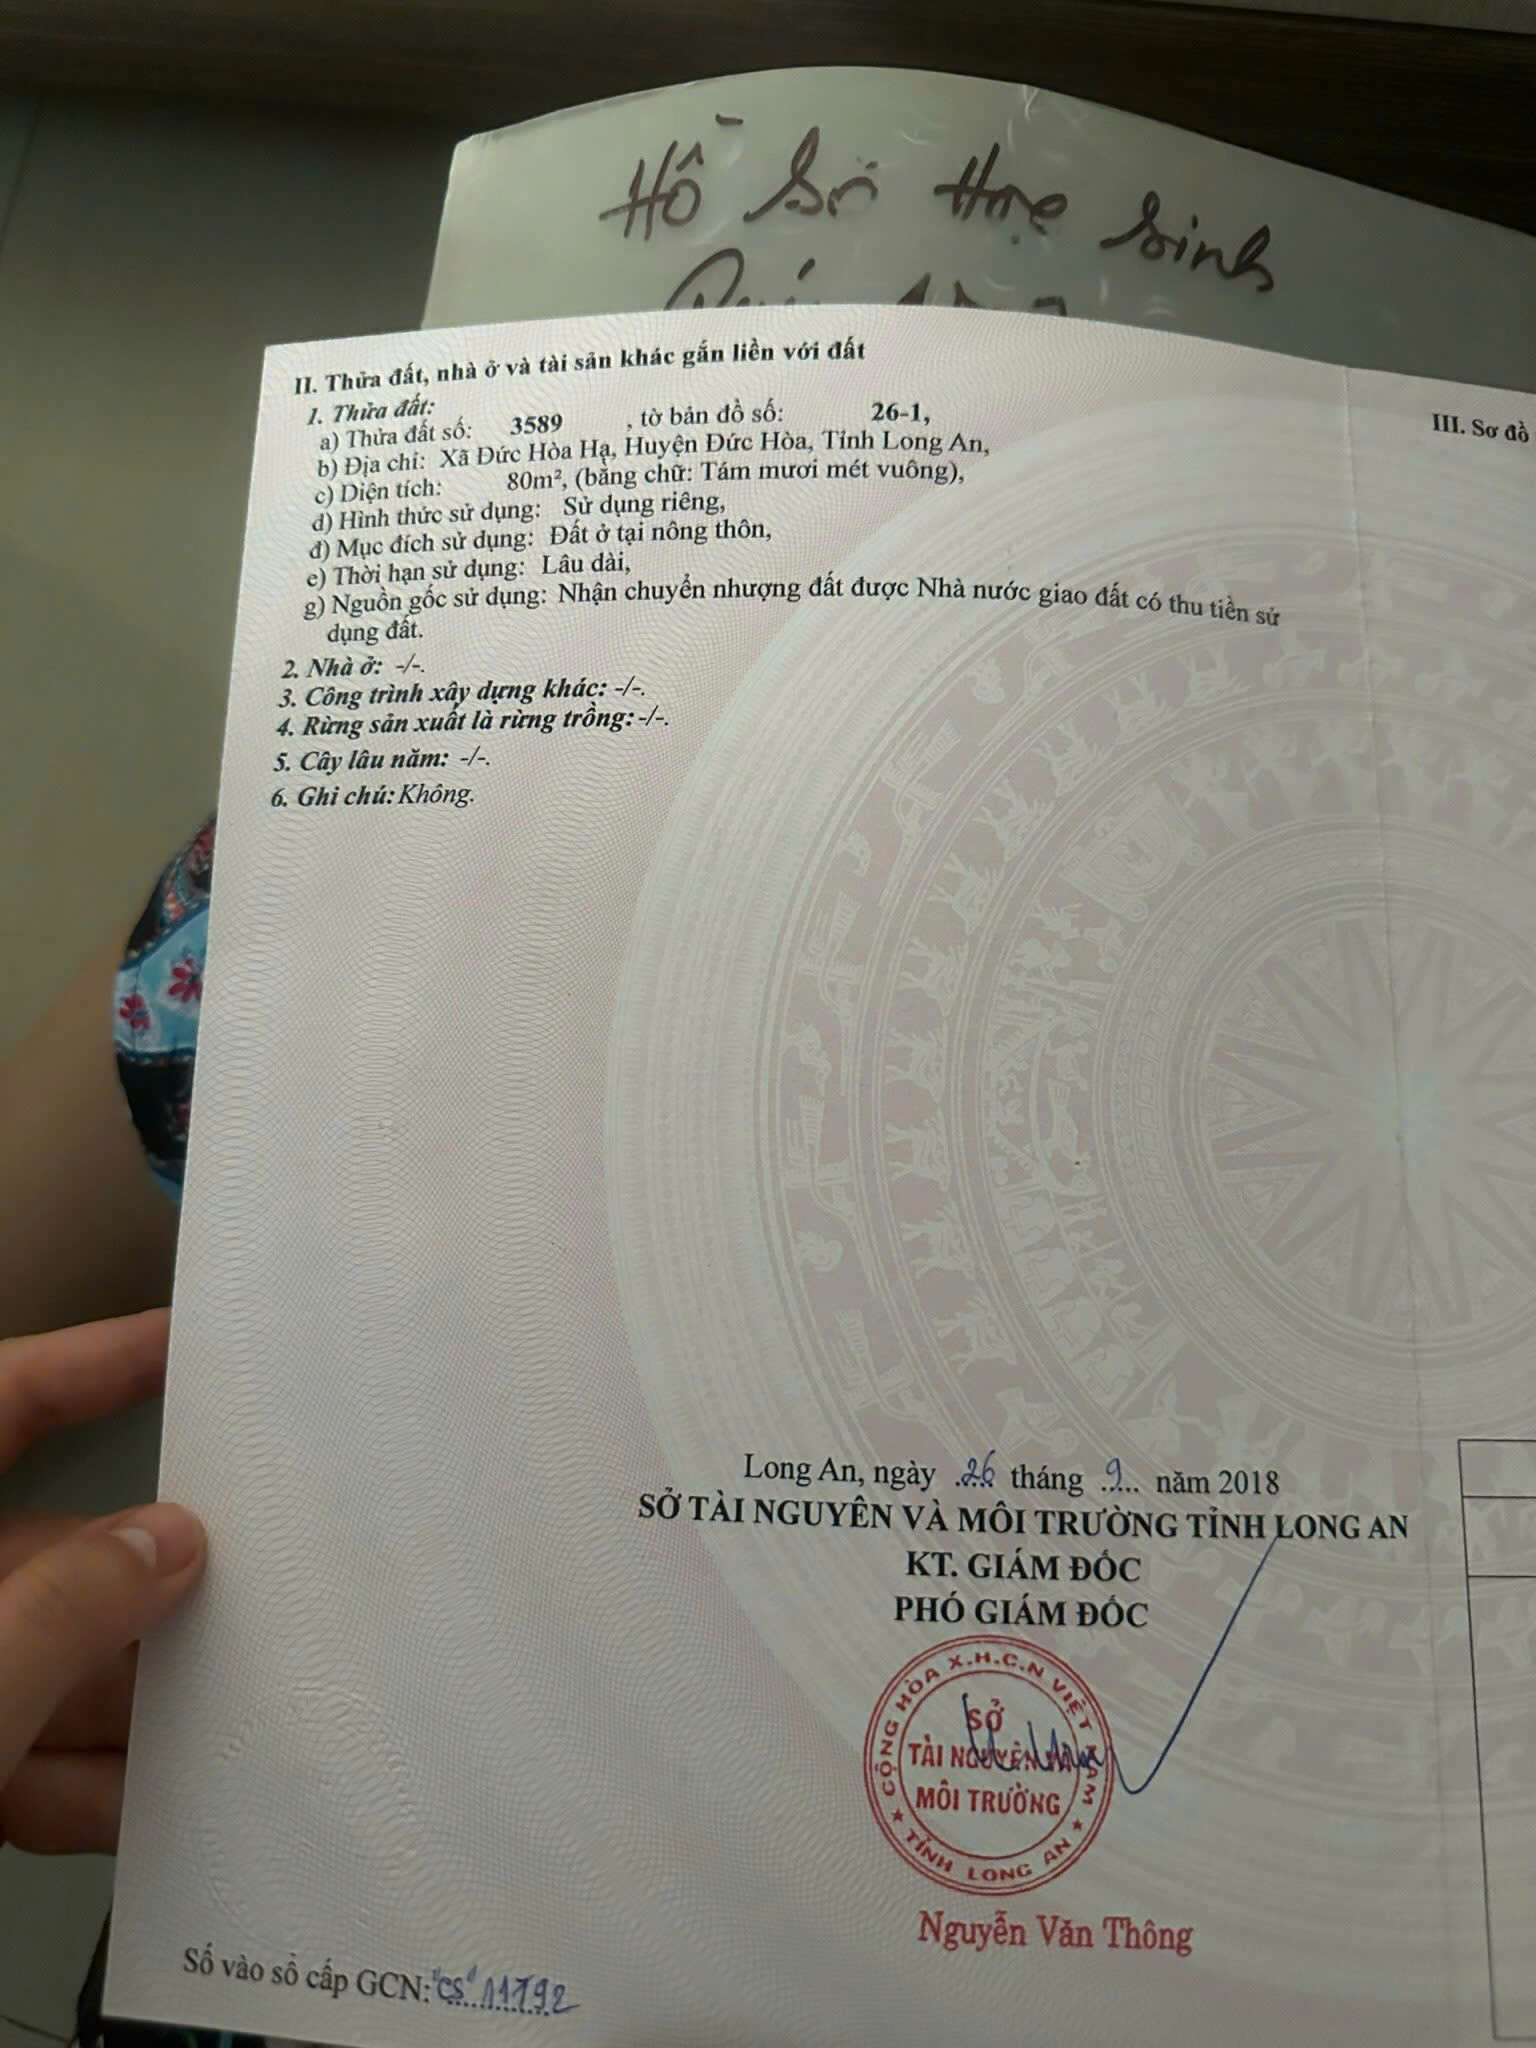 Hồ Sơ Học Sinh
II. Thửa đất, nhà ở và tài sản khác gắn liền với đất
1. Thửa đất:
a) Thửa đất số: 3589 , tờ bản đồ số: 26-1,
b) Địa chỉ: Xã Đức Hòa Hạ, Huyện Đức Hòa, Tỉnh Long An,
c) Diện tích: 80m², (bằng chữ: Tám mươi mét vuông),
d) Hình thức sử dụng: Sử dụng riêng,
đ) Mục đích sử dụng: Đất ở tại nông thôn,
e) Thời hạn sử dụng: Lâu dài,
g) Nguồn gốc sử dụng: Nhận chuyển nhượng đất được Nhà nước giao đất có thu tiền sử
dụng đất.
2. Nhà ở: -/-.
3. Công trình xây dựng khác: -/-.
4. Rừng sản xuất là rừng trồng: -/-.
5. Cây lâu năm: -/-.
6. Ghi chú: Không.
III. Sơ đồ
Long An, ngày 26 tháng 9 năm 2018
SỞ TÀI NGUYÊN VÀ MÔI TRƯỜNG TỈNH LONG AN
KT. GIÁM ĐỐC
PHÓ GIÁM ĐỐC
CỘNG HÒA X.H.C.N VIỆT NAM
SỞ
TÀI NGUYÊN VÀ
MÔI TRƯỜNG
★ TỈNH LONG AN ★
Nguyễn Văn Thông
Số vào sổ cấp GCN: "CS" 11792